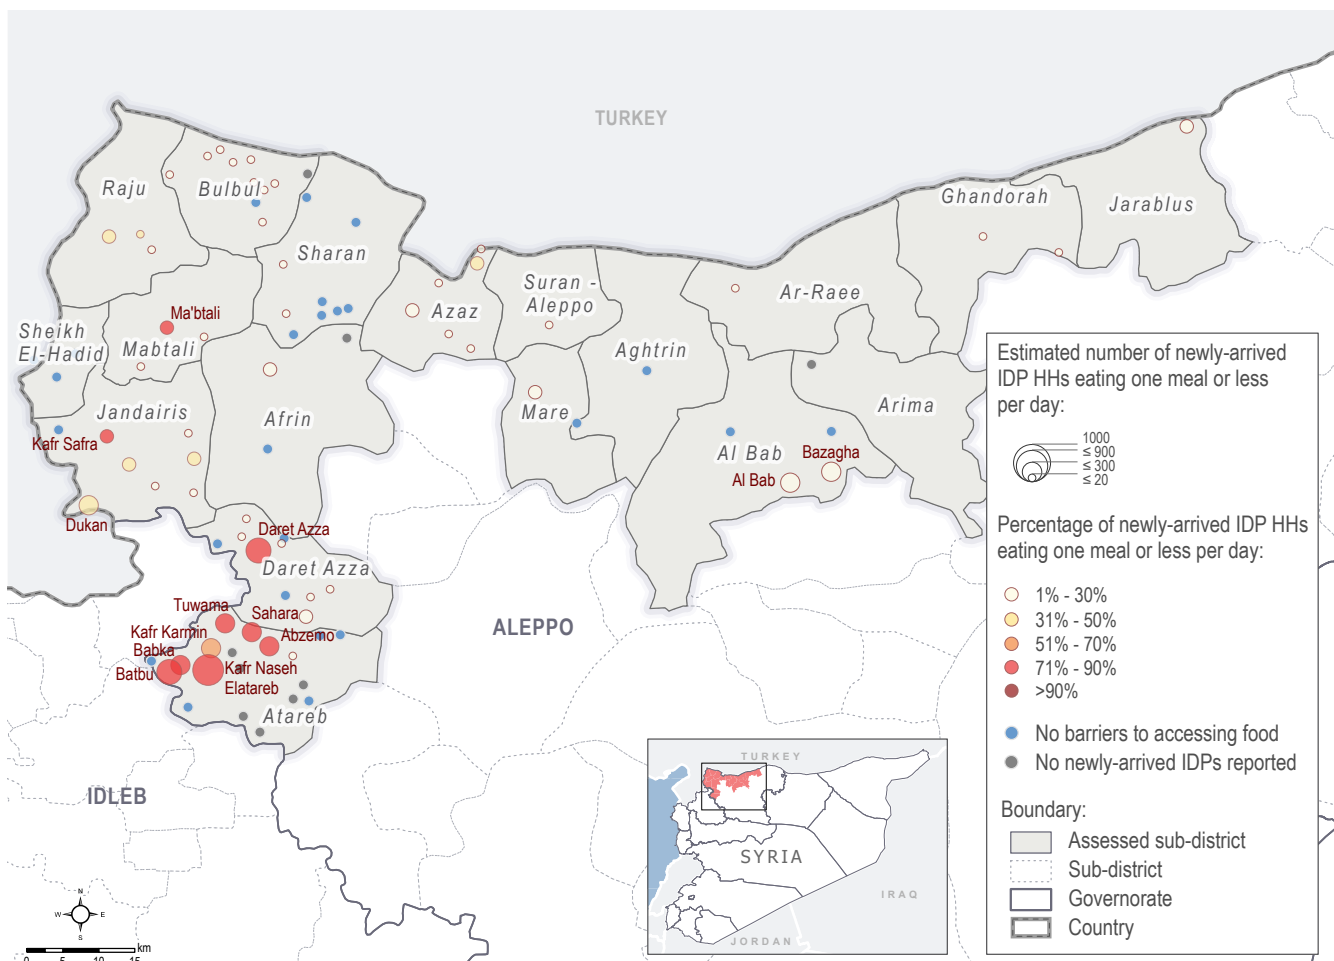 TURKEY
Raju
Bulbul
Sharan
Ghandorah
Jarablus
Ma'btali
Sheikh
El-Hadid
Mabtali
Azaz
Suran -
Aleppo
Ar-Raee
Aghtrin
Jandairis
Afrin
Mare
Arima
Kafr Safra
Al Bab
Bazagha
Al Bab
Dukan
Daret Azza
Daret Azza
Tuwama
Sahara
Kafr Karmin
Abzemo
Babka
Batbu
Kafr Naseh
Elatareb
Atareb
ALEPPO
IDLEB
Estimated number of newly-arrived
IDP HHs eating one meal or less
per day:
1000
≤ 900
≤ 300
≤ 20
Percentage of newly-arrived IDP HHs
eating one meal or less per day:
1% - 30%
31% - 50%
51% - 70%
71% - 90%
>90%
No barriers to accessing food
No newly-arrived IDPs reported
Boundary:
Assessed sub-district
Sub-district
Governorate
Country
TURKEY
SYRIA
IRAQ
JORDAN
N
W E
S
km
0 5 10 15